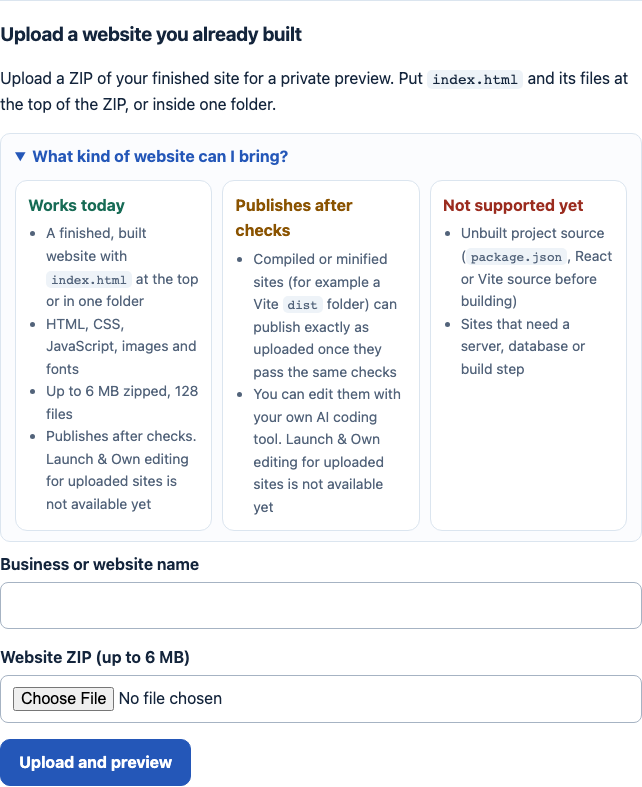 Upload a website you already built
Upload a ZIP of your finished site for a private preview. Put index.html and its files at
the top of the ZIP, or inside one folder.
▼ What kind of website can I bring?
Works today
• A finished, built
website with
index.html at the top
or in one folder
• HTML, CSS,
JavaScript, images and
fonts
• Up to 6 MB zipped, 128
files
• Publishes after checks.
Launch & Own editing
for uploaded sites is
not available yet
Publishes after
checks
• Compiled or minified
sites (for example a
Vite dist folder) can
publish exactly as
uploaded once they
pass the same checks
• You can edit them with
your own AI coding
tool. Launch & Own
editing for uploaded
sites is not available
yet
Not supported yet
• Unbuilt project source
(package.json, React
or Vite source before
building)
• Sites that need a
server, database or
build step
Business or website name
Website ZIP (up to 6 MB)
Choose File No file chosen
Upload and preview